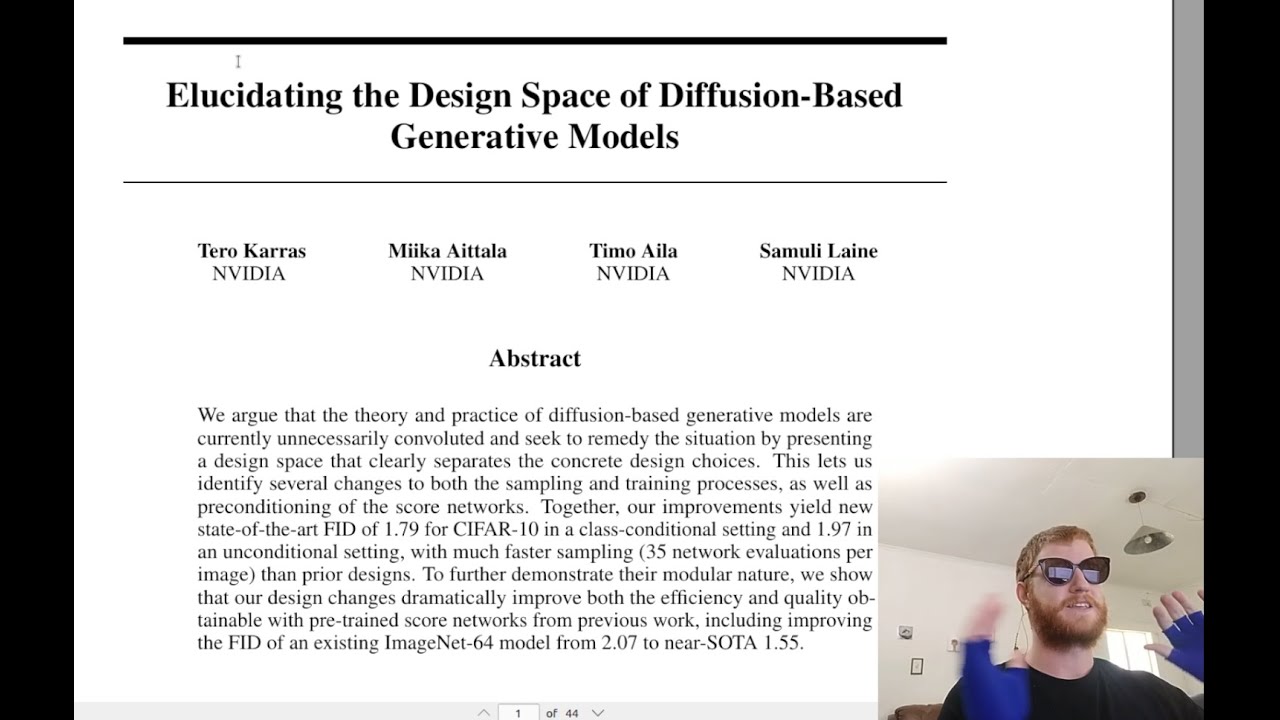 Elucidating the Design Space of Diffusion-Based
Generative Models
Tero Karras Miika Aittala Timo Aila Samuli Laine
NVIDIA NVIDIA NVIDIA NVIDIA
Abstract
We argue that the theory and practice of diffusion-based generative models are
currently unnecessarily convoluted and seek to remedy the situation by presenting
a design space that clearly separates the concrete design choices. This lets us
identify several changes to both the sampling and training processes, as well as
preconditioning of the score networks. Together, our improvements yield new
state-of-the-art FID of 1.79 for CIFAR-10 in a class-conditional setting and 1.97 in
an unconditional setting, with much faster sampling (35 network evaluations per
image) than prior designs. To further demonstrate their modular nature, we show
that our design changes dramatically improve both the efficiency and quality ob-
tainable with pre-trained score networks from previous work, including improving
the FID of an existing ImageNet-64 model from 2.07 to near-SOTA 1.55.
1 of 44